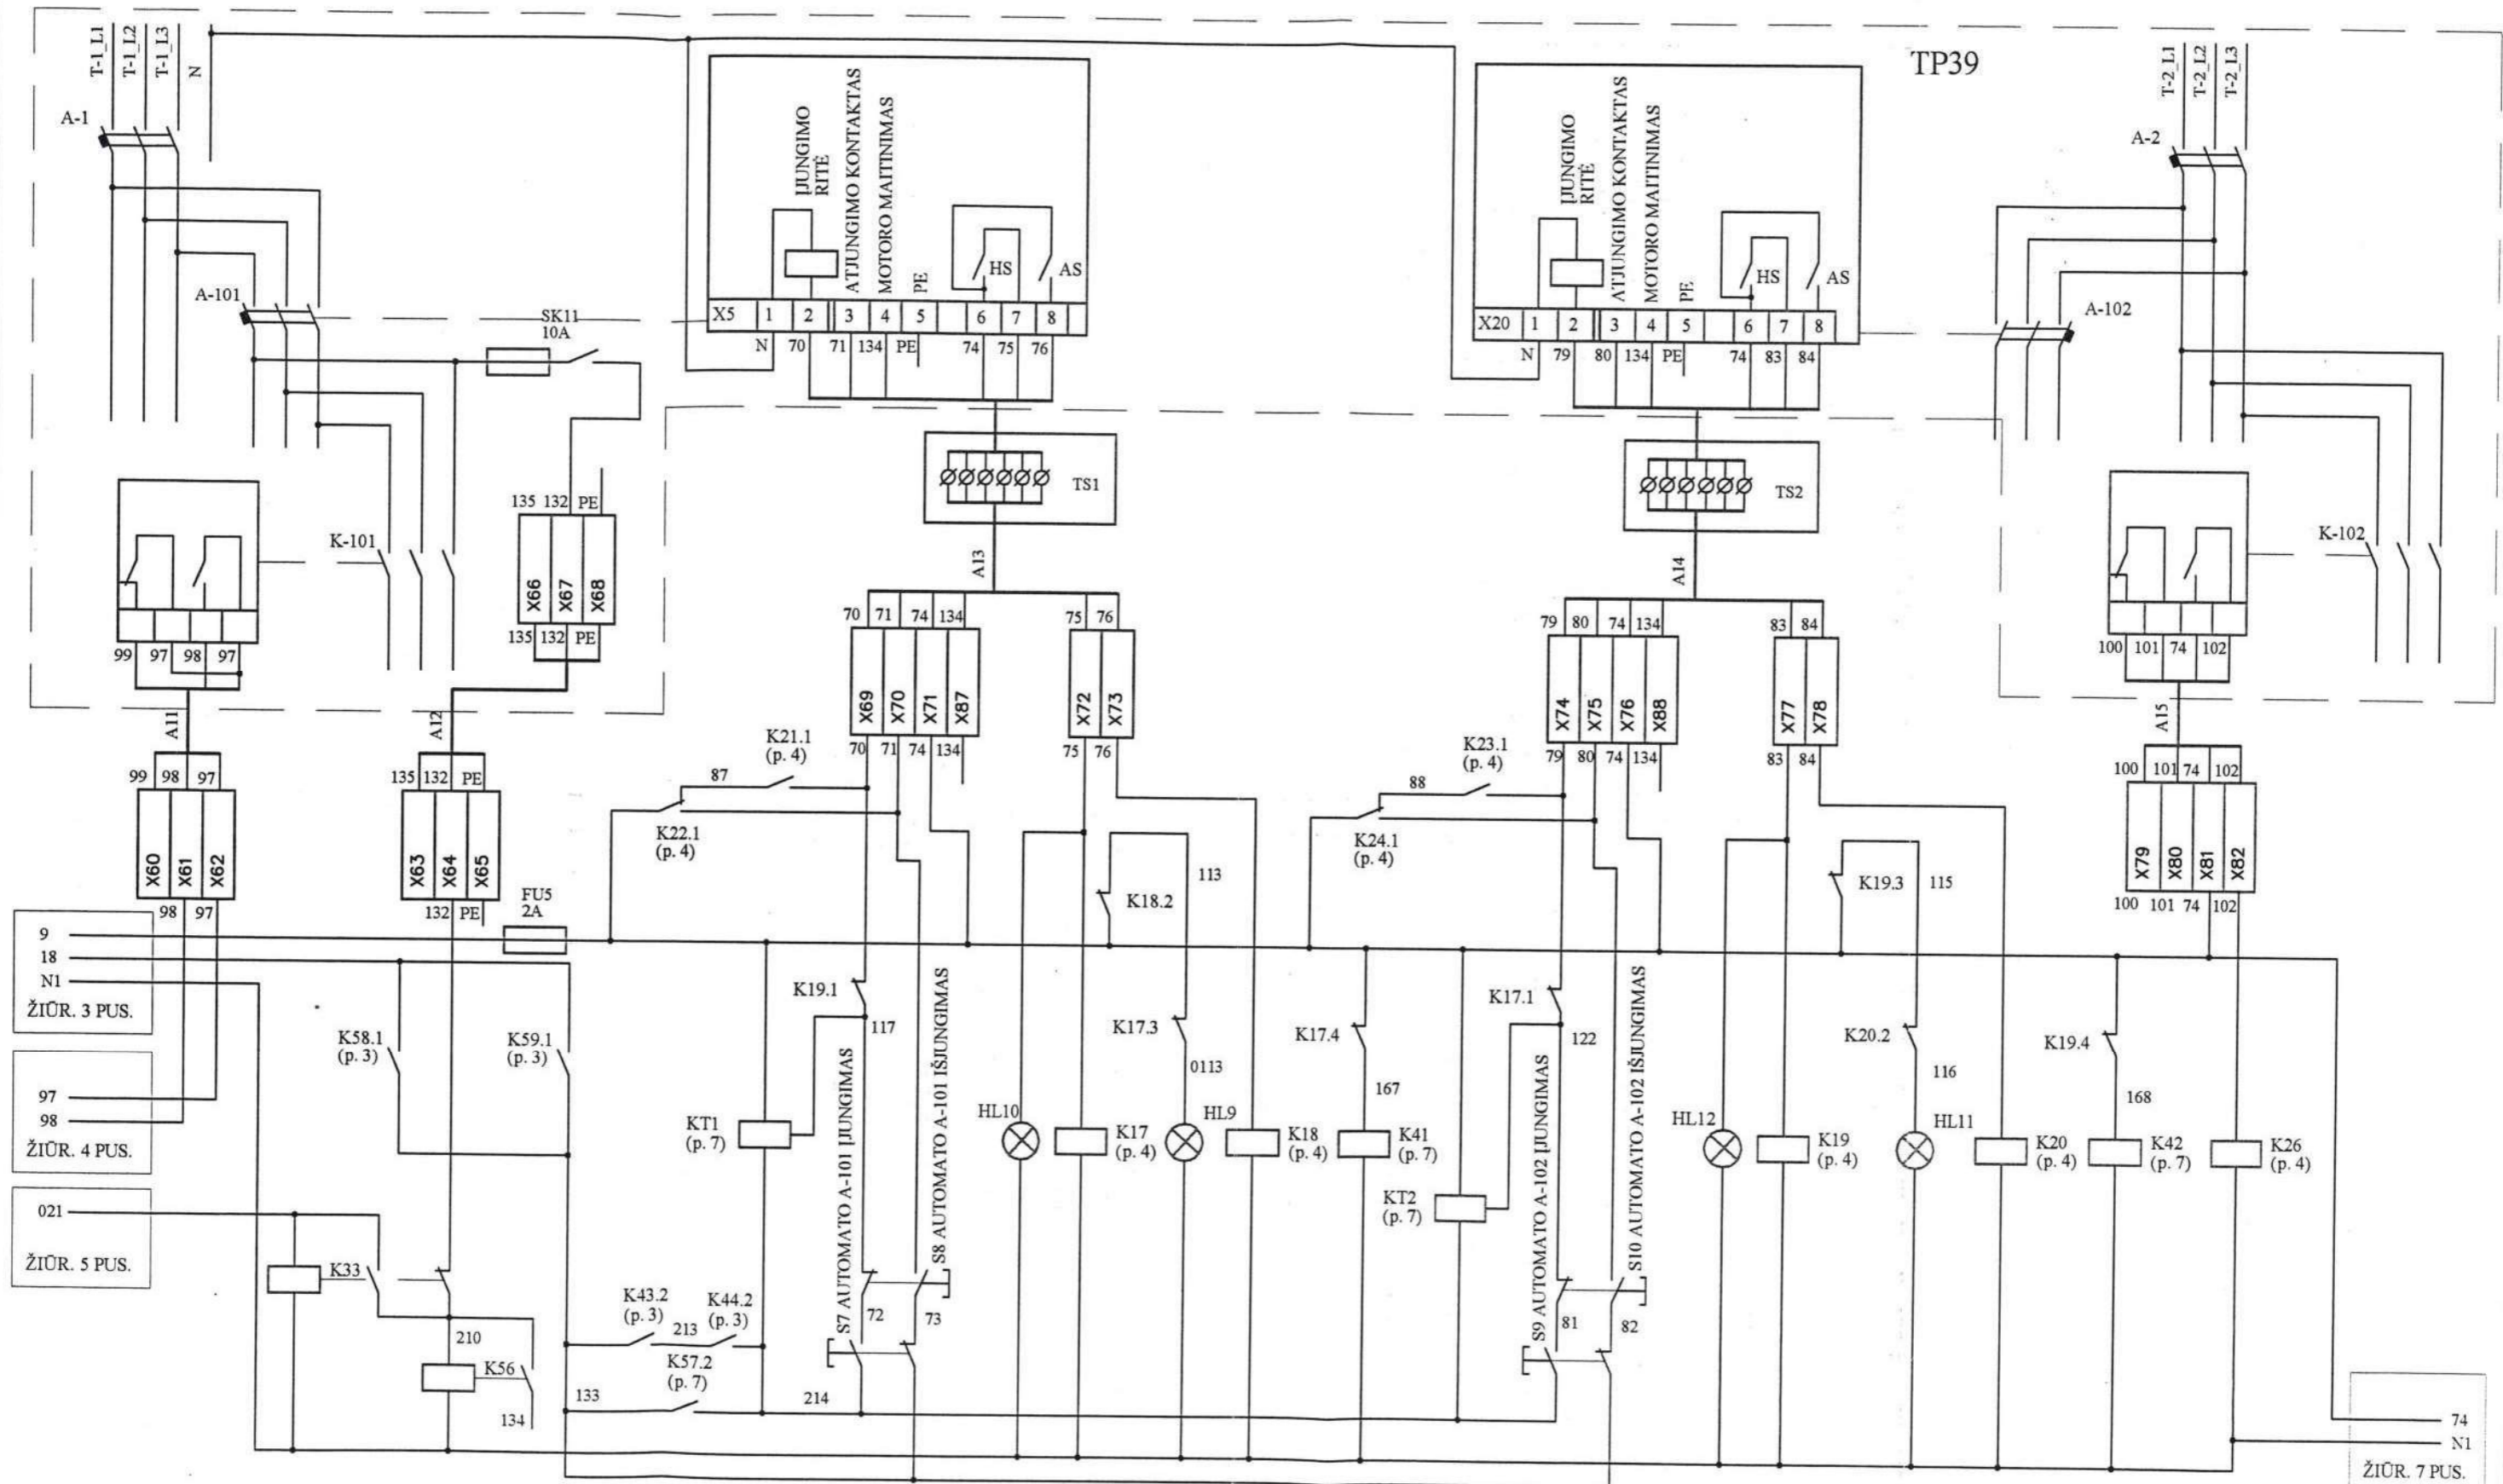 TP39
T-1_L1
T-1_L2
T-1_L3
N
A-1
A-101
SK11
10A
ĮJUNGIMO
RITĖ
ATJUNGIMO KONTAKTAS
MOTORO MAITINIMAS
PE
HS
AS
X5 1 2 3 4 5 6 7 8
N 70 71 134 PE 74 75 76
ĮJUNGIMO
RITĖ
ATJUNGIMO KONTAKTAS
MOTORO MAITINIMAS
PE
HS
AS
X20 1 2 3 4 5 6 7 8
N 79 80 134 PE 74 83 84
T-2_L1
T-2_L2
T-2_L3
A-2
A-102
TS1
TS2
K-101
K-102
135 132 PE
X66 X67 X68
135 132 PE
99 97 98 97
100 101 74 102
A11
A12
A13
A14
A15
70 71 74 134
X69 X70 X71 X87
70 71 74 134
75 76
X72 X73
75 76
79 80 74 134
X74 X75 X76 X88
79 80 74 134
83 84
X77 X78
83 84
99 98 97
X60 X61 X62
98 97
135 132 PE
X63 X64 X65
132 PE
100 101 74 102
X79 X80 X81 X82
100 101 74 102
K21.1
(p. 4)
87
K22.1
(p. 4)
K23.1
(p. 4)
88
K24.1
(p. 4)
113
K18.2
K19.3
115
FU5
2A
9
18
N1
ŽIŪR. 3 PUS.
97
98
ŽIŪR. 4 PUS.
021
ŽIŪR. 5 PUS.
K58.1
(p. 3)
K59.1
(p. 3)
K19.1
117
K17.3
0113
K17.4
167
K17.1
122
K20.2
116
K19.4
168
KT1
(p. 7)
HL10
K17
(p. 4)
HL9
K18
(p. 4)
K41
(p. 7)
KT2
(p. 7)
HL12
K19
(p. 4)
HL11
K20
(p. 4)
K42
(p. 7)
K26
(p. 4)
S7 AUTOMATO A-101 ĮJUNGIMAS
S8 AUTOMATO A-101 IŠJUNGIMAS
S9 AUTOMATO A-102 ĮJUNGIMAS
S10 AUTOMATO A-102 IŠJUNGIMAS
K33
210
K56
134
K43.2
(p. 3)
213
K44.2
(p. 3)
K57.2
(p. 7)
133
214
72
73
81
82
74
N1
ŽIŪR. 7 PUS.